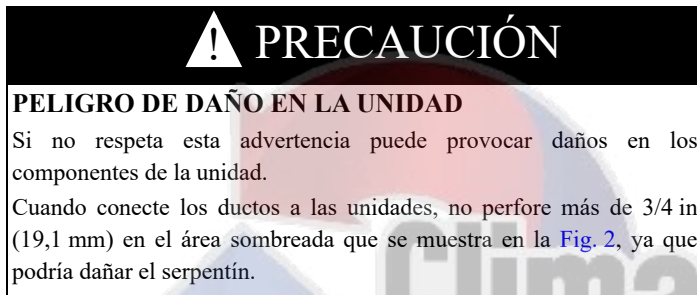 ! PRECAUCIÓN
PELIGRO DE DAÑO EN LA UNIDAD
Si no respeta esta advertencia puede provocar daños en los
componentes de la unidad.
Cuando conecte los ductos a las unidades, no perfore más de 3/4 in
(19,1 mm) en el área sombreada que se muestra en la Fig. 2, ya que
podría dañar el serpentín.
Clima